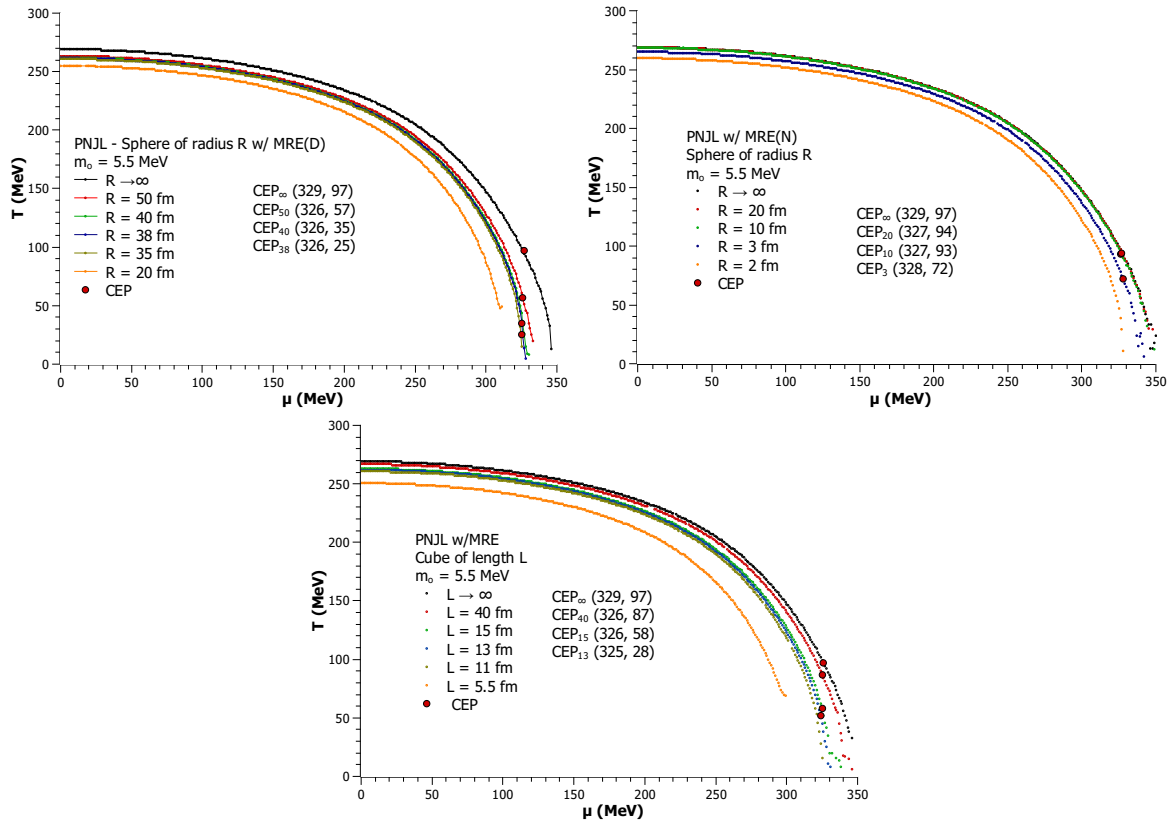 300
250
200
150
100
50
0
T (MeV)
PNJL - Sphere of radius R w/ MRE(D)
mₒ = 5.5 MeV
R →∞
R = 50 fm
R = 40 fm
R = 38 fm
R = 35 fm
R = 20 fm
CEP
CEP∞ (329, 97)
CEP₅₀ (326, 57)
CEP₄₀ (326, 35)
CEP₃₈ (326, 25)
0 50 100 150 200 250 300 350
μ (MeV)
300
250
200
150
100
50
0
T (MeV)
PNJL w/ MRE(N)
Sphere of radius R
mₒ = 5.5 MeV
R → ∞
R = 20 fm
R = 10 fm
R = 3 fm
R = 2 fm
CEP
CEP∞ (329, 97)
CEP₂₀ (327, 94)
CEP₁₀ (327, 93)
CEP₃ (328, 72)
0 50 100 150 200 250 300 350
μ (MeV)
300
250
200
150
100
50
0
T (MeV)
PNJL w/MRE
Cube of length L
mₒ = 5.5 MeV
L → ∞
L = 40 fm
L = 15 fm
L = 13 fm
L = 11 fm
L = 5.5 fm
CEP
CEP∞ (329, 97)
CEP₄₀ (326, 87)
CEP₁₅ (326, 58)
CEP₁₃ (325, 28)
0 50 100 150 200 250 300 350
μ (MeV)